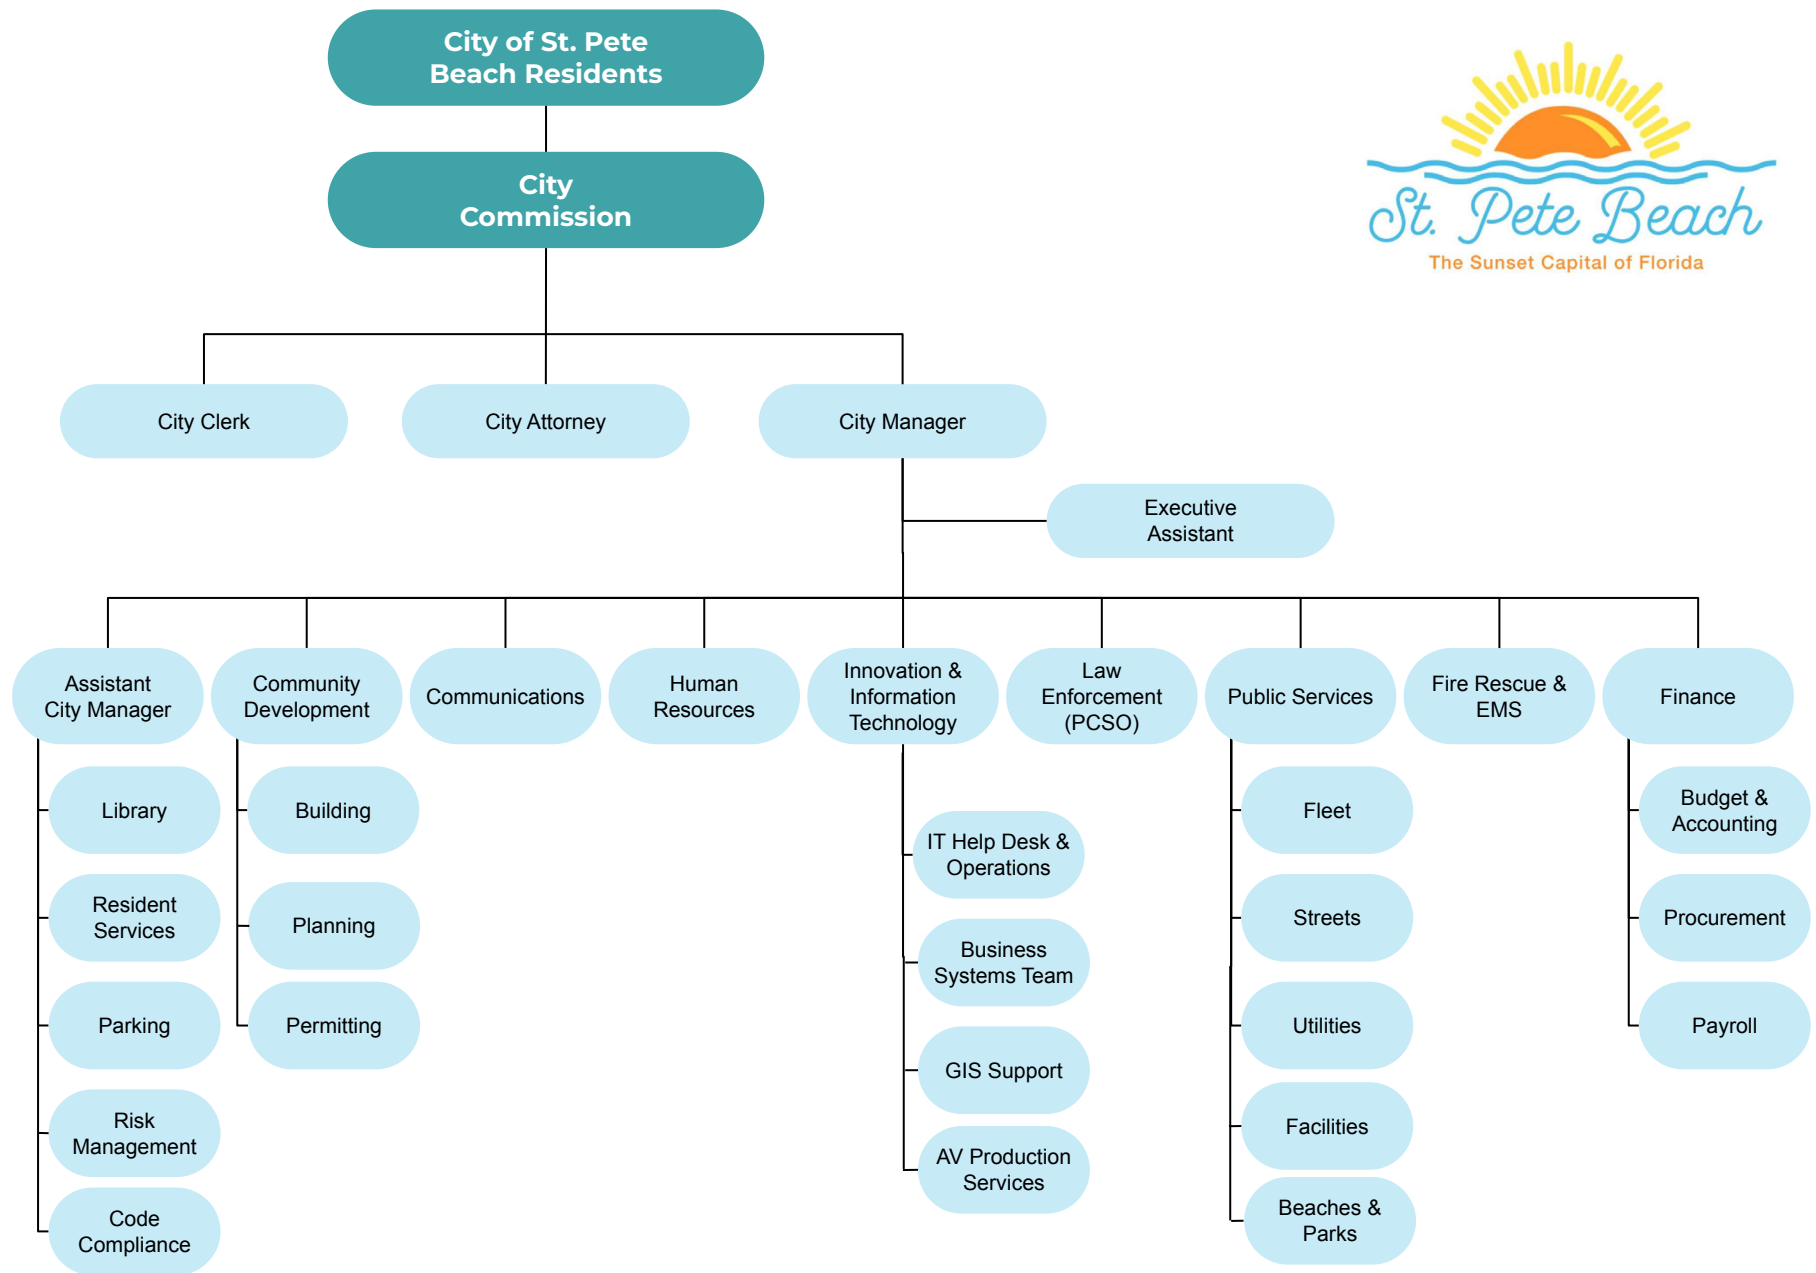 City of St. Pete
Beach Residents
City
Commission
St. Pete Beach
The Sunset Capital of Florida
City Clerk
City Attorney
City Manager
Executive
Assistant
Assistant
City Manager
Community
Development
Communications
Human
Resources
Innovation &
Information
Technology
Law
Enforcement
(PCSO)
Public Services
Fire Rescue &
EMS
Finance
Library
Resident
Services
Parking
Risk
Management
Code
Compliance
Building
Planning
Permitting
IT Help Desk &
Operations
Business
Systems Team
GIS Support
AV Production
Services
Fleet
Streets
Utilities
Facilities
Beaches &
Parks
Budget &
Accounting
Procurement
Payroll